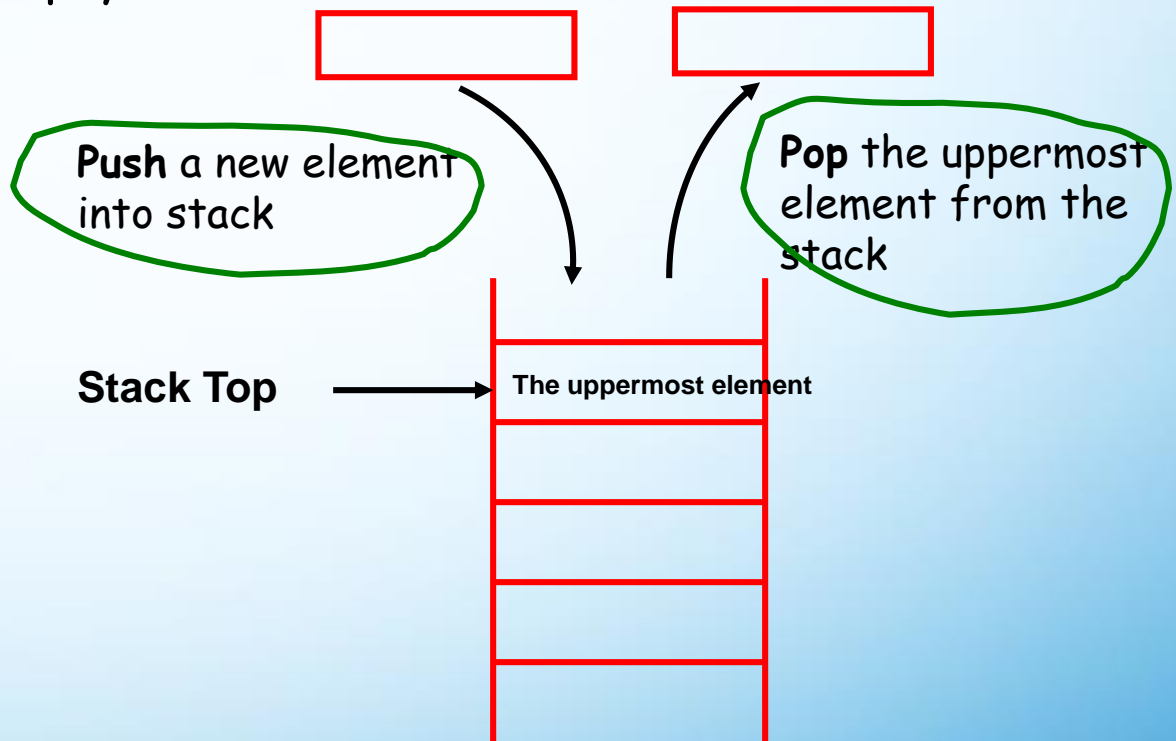 Push a new element
into stack
Pop the uppermost
element from the
stack
Stack Top
The uppermost element